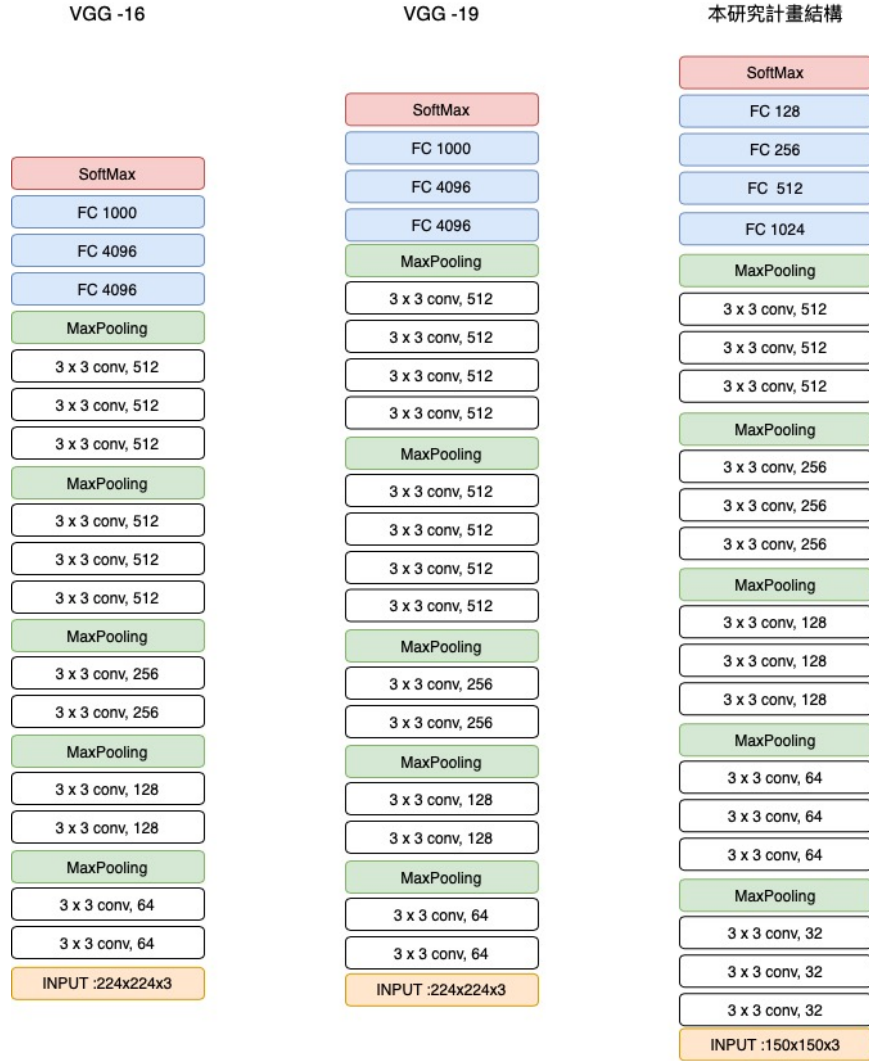 VGG -16
SoftMax
FC 1000
FC 4096
FC 4096
MaxPooling
3 x 3 conv, 512
3 x 3 conv, 512
3 x 3 conv, 512
MaxPooling
3 x 3 conv, 512
3 x 3 conv, 512
3 x 3 conv, 512
MaxPooling
3 x 3 conv, 256
3 x 3 conv, 256
MaxPooling
3 x 3 conv, 128
3 x 3 conv, 128
MaxPooling
3 x 3 conv, 64
3 x 3 conv, 64
INPUT :224x224x3
VGG -19
SoftMax
FC 1000
FC 4096
FC 4096
MaxPooling
3 x 3 conv, 512
3 x 3 conv, 512
3 x 3 conv, 512
3 x 3 conv, 512
MaxPooling
3 x 3 conv, 512
3 x 3 conv, 512
3 x 3 conv, 512
3 x 3 conv, 512
MaxPooling
3 x 3 conv, 256
3 x 3 conv, 256
MaxPooling
3 x 3 conv, 128
3 x 3 conv, 128
MaxPooling
3 x 3 conv, 64
3 x 3 conv, 64
INPUT :224x224x3
本研究計畫結構
SoftMax
FC 128
FC 256
FC 512
FC 1024
MaxPooling
3 x 3 conv, 512
3 x 3 conv, 512
3 x 3 conv, 512
MaxPooling
3 x 3 conv, 256
3 x 3 conv, 256
3 x 3 conv, 256
MaxPooling
3 x 3 conv, 128
3 x 3 conv, 128
3 x 3 conv, 128
MaxPooling
3 x 3 conv, 64
3 x 3 conv, 64
3 x 3 conv, 64
MaxPooling
3 x 3 conv, 32
3 x 3 conv, 32
3 x 3 conv, 32
INPUT :150x150x3